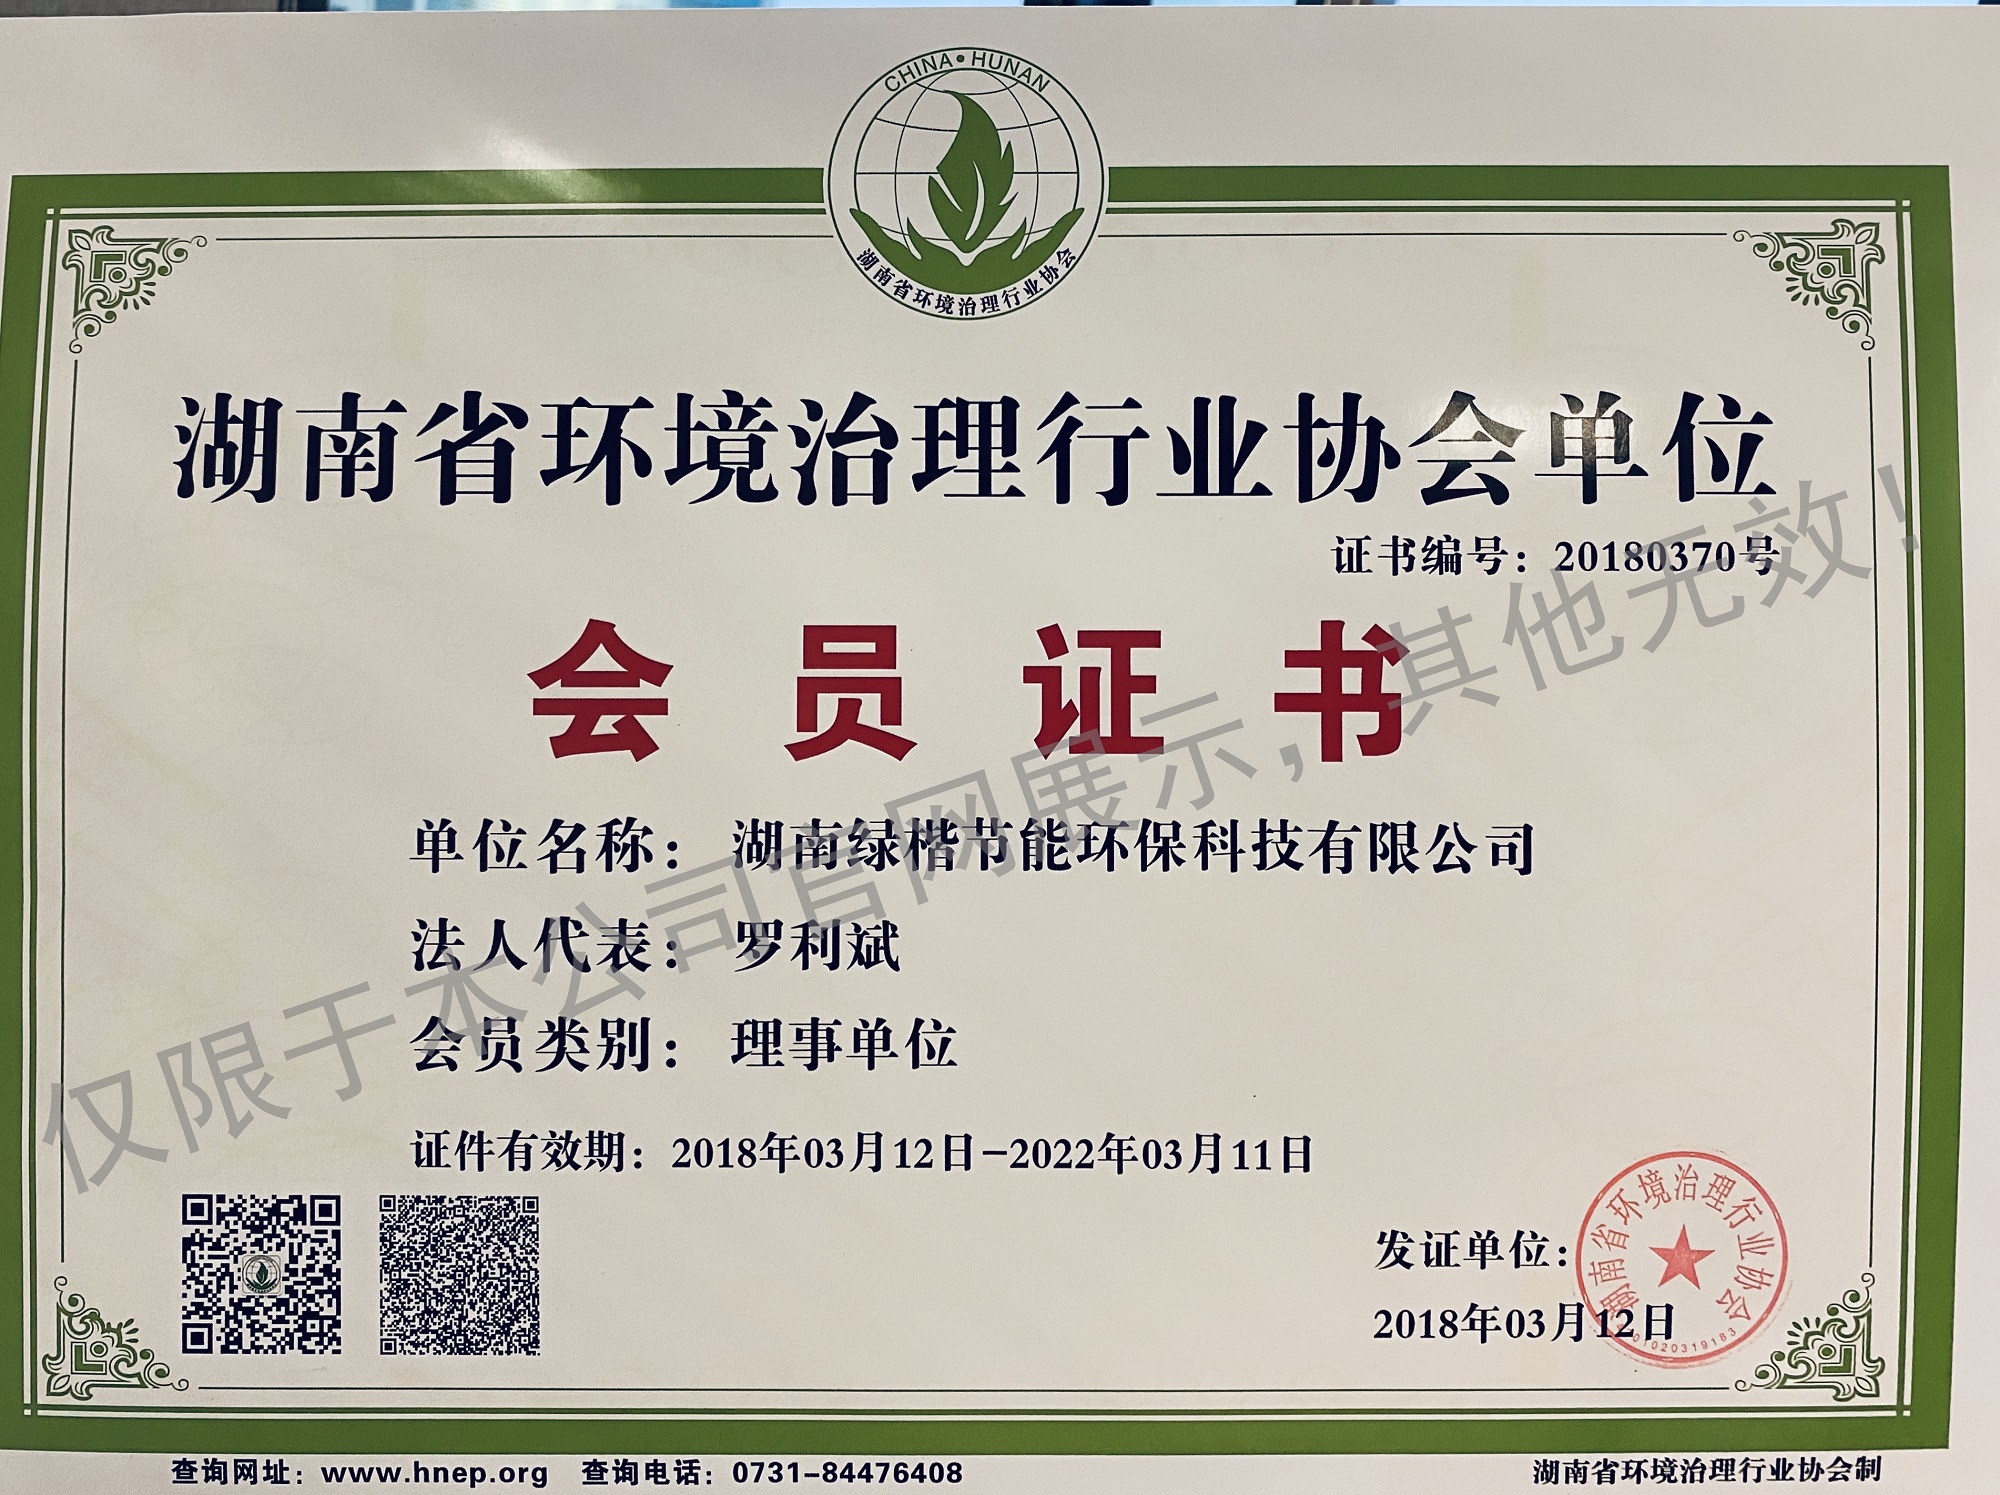 CHINA·HUNAN
湖南省环境治理行业协会
湖南省环境治理行业协会单位
证书编号：20180370号
会员证书
单位名称： 湖南绿楷节能环保科技有限公司
法人代表： 罗利斌
会员类别： 理事单位
证件有效期：2018年03月12日-2022年03月11日
仅限于本公司官网展示，其他无效！
发证单位：
2018年03月12日
湖南省环境治理行业协会
查询网址：www.hnep.org 查询电话：0731-84476408
湖南省环境治理行业协会制